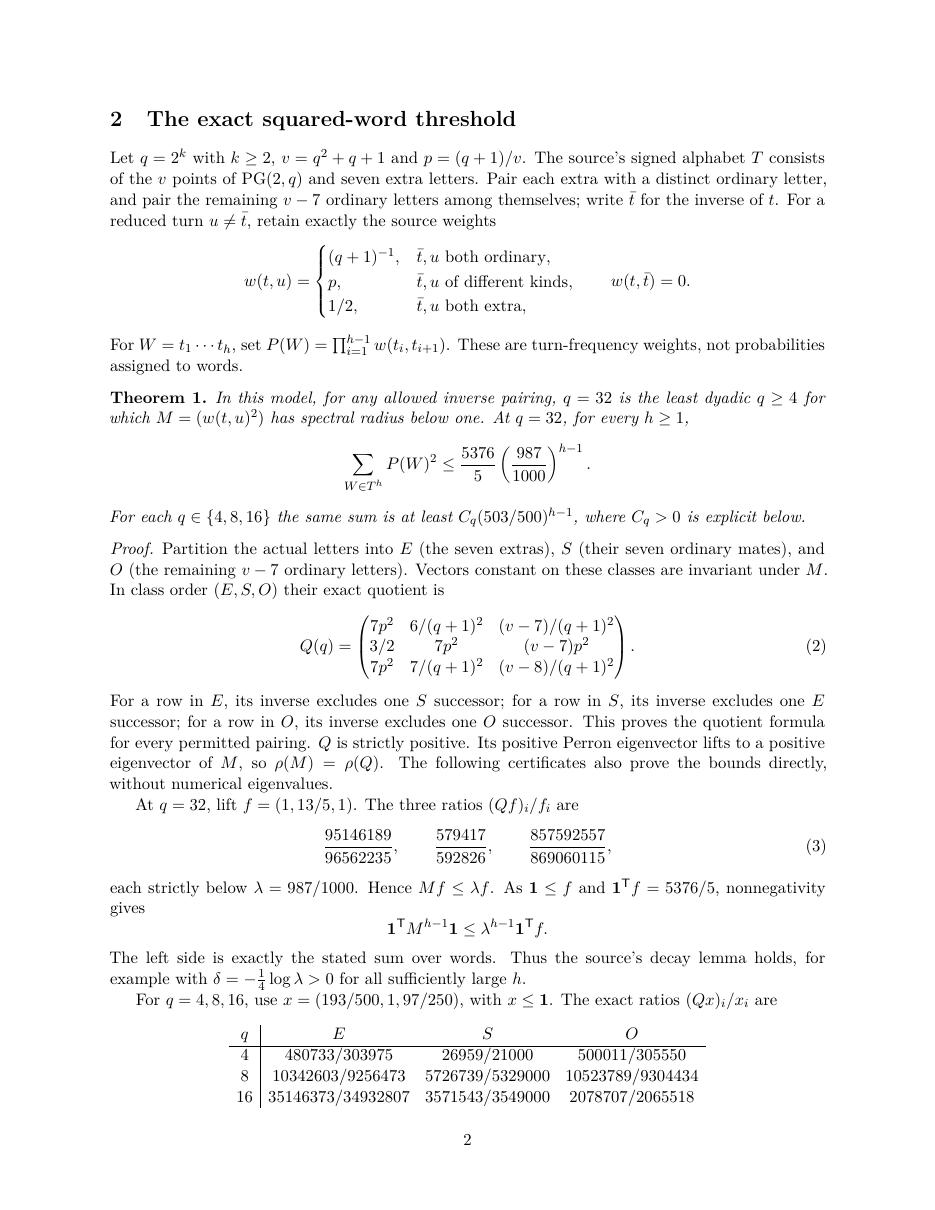 2 The exact squared-word threshold
Let q = 2^k with k ≥ 2, v = q² + q + 1 and p = (q + 1)/v. The source's signed alphabet T consists
of the v points of PG(2, q) and seven extra letters. Pair each extra with a distinct ordinary letter,
and pair the remaining v − 7 ordinary letters among themselves; write t̄ for the inverse of t. For a
reduced turn u ≠ t̄, retain exactly the source weights
w(t, u) = { (q + 1)^{−1}, t̄, u both ordinary,
p, t̄, u of different kinds, w(t, t̄) = 0.
1/2, t̄, u both extra,
For W = t_1 ⋯ t_h, set P(W) = ∏_{i=1}^{h−1} w(t_i, t_{i+1}). These are turn-frequency weights, not probabilities
assigned to words.
Theorem 1. In this model, for any allowed inverse pairing, q = 32 is the least dyadic q ≥ 4 for
which M = (w(t, u)²) has spectral radius below one. At q = 32, for every h ≥ 1,
∑_{W∈T^h} P(W)² ≤ 5376/5 (987/1000)^{h−1}.
For each q ∈ {4, 8, 16} the same sum is at least C_q(503/500)^{h−1}, where C_q > 0 is explicit below.
Proof. Partition the actual letters into E (the seven extras), S (their seven ordinary mates), and
O (the remaining v − 7 ordinary letters). Vectors constant on these classes are invariant under M.
In class order (E, S, O) their exact quotient is
7p² 6/(q + 1)² (v − 7)/(q + 1)²
Q(q) = ( 3/2 7p² (v − 7)p² ). (2)
7p² 7/(q + 1)² (v − 8)/(q + 1)²
For a row in E, its inverse excludes one S successor; for a row in S, its inverse excludes one E
successor; for a row in O, its inverse excludes one O successor. This proves the quotient formula
for every permitted pairing. Q is strictly positive. Its positive Perron eigenvector lifts to a positive
eigenvector of M, so ρ(M) = ρ(Q). The following certificates also prove the bounds directly,
without numerical eigenvalues.
At q = 32, lift f = (1, 13/5, 1). The three ratios (Qf)_i/f_i are
95146189/96562235, 579417/592826, 857592557/869060115, (3)
each strictly below λ = 987/1000. Hence Mf ≤ λf. As 1 ≤ f and 1^⊤f = 5376/5, nonnegativity
gives
1^⊤M^{h−1}1 ≤ λ^{h−1}1^⊤f.
The left side is exactly the stated sum over words. Thus the source's decay lemma holds, for
example with δ = −¼ log λ > 0 for all sufficiently large h.
For q = 4, 8, 16, use x = (193/500, 1, 97/250), with x ≤ 1. The exact ratios (Qx)_i/x_i are
q E S O
4 480733/303975 26959/21000 500011/305550
8 10342603/9256473 5726739/5329000 10523789/9304434
16 35146373/34932807 3571543/3549000 2078707/2065518
2